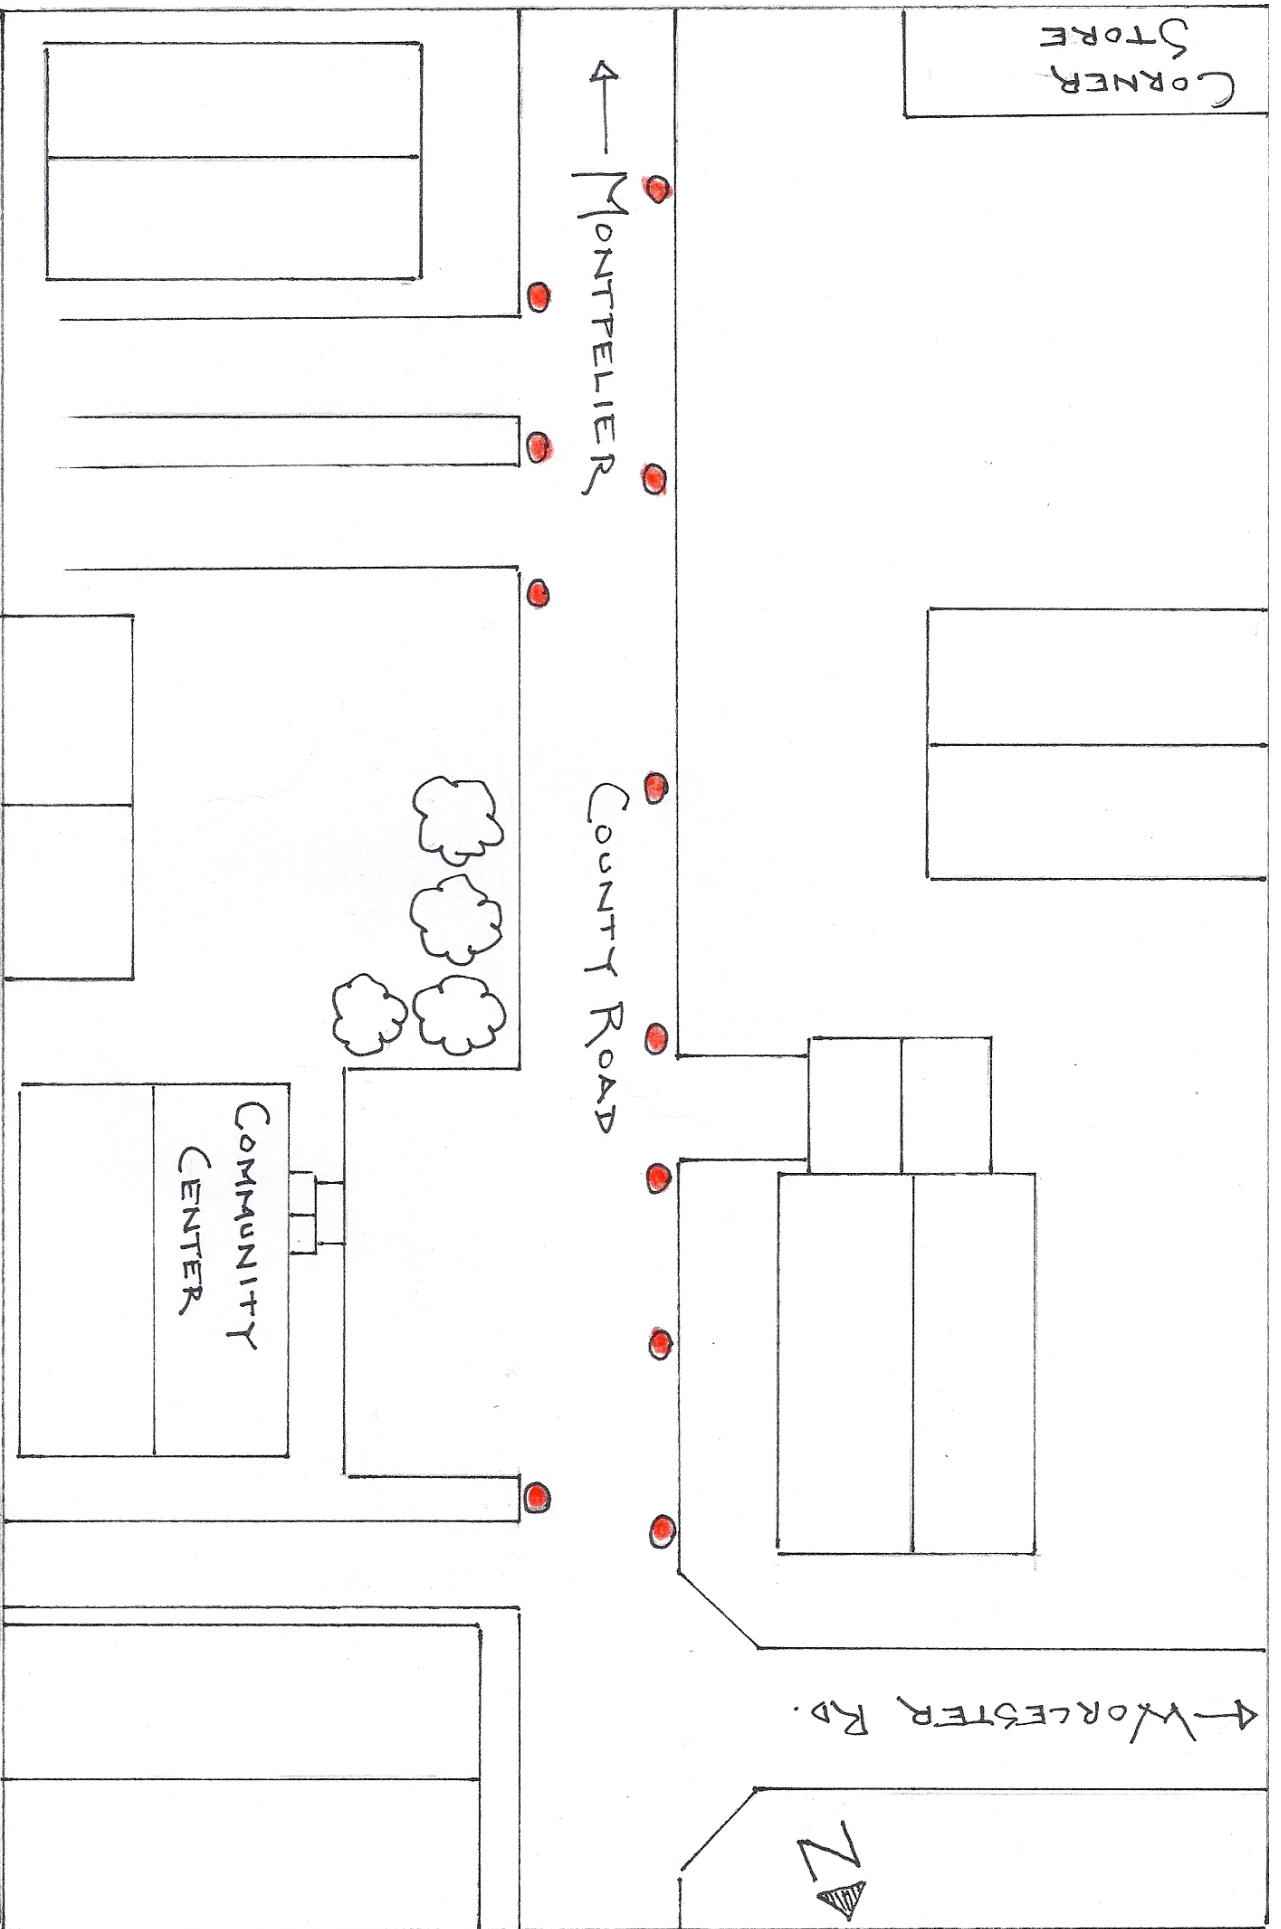 CORNER
STORE
← MONTPELIER
COUNTY ROAD
COMMUNITY
CENTER
← WORCESTER RD.
N